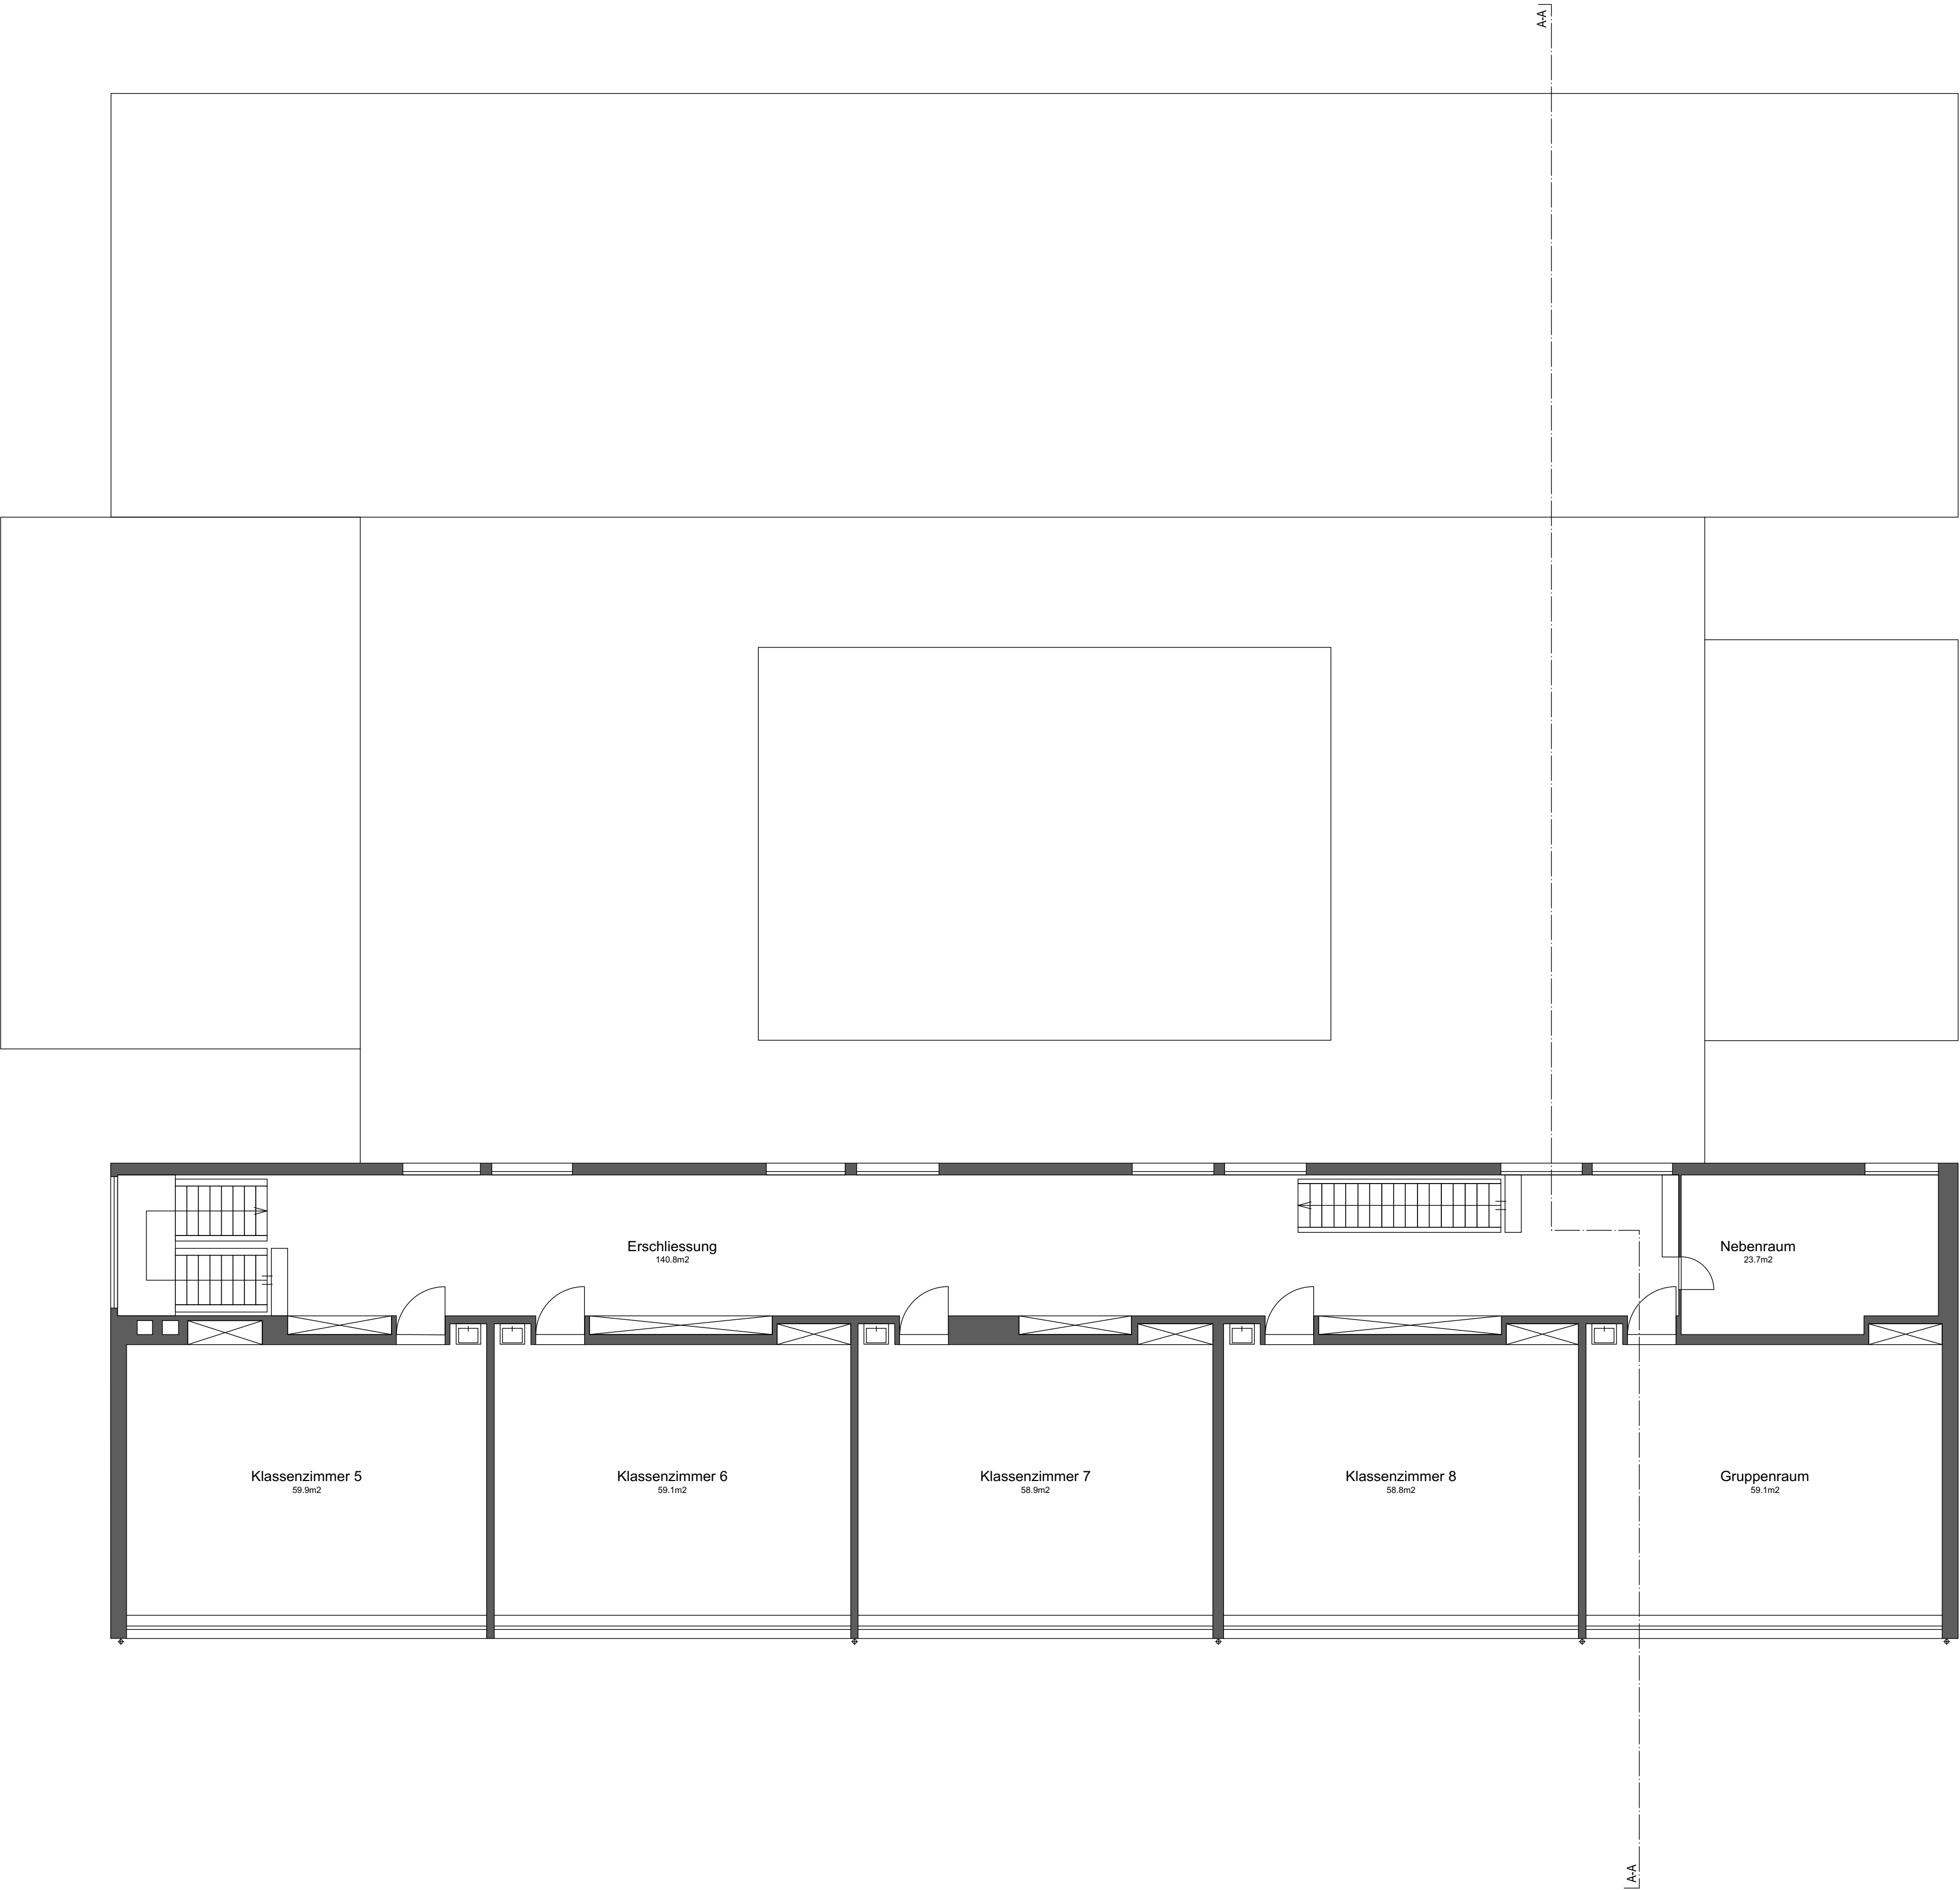 A-A
Erschliessung
140.8m2
Nebenraum
23.7m2
Klassenzimmer 5
59.9m2
Klassenzimmer 6
59.1m2
Klassenzimmer 7
58.9m2
Klassenzimmer 8
58.8m2
Gruppenraum
59.1m2
A-A